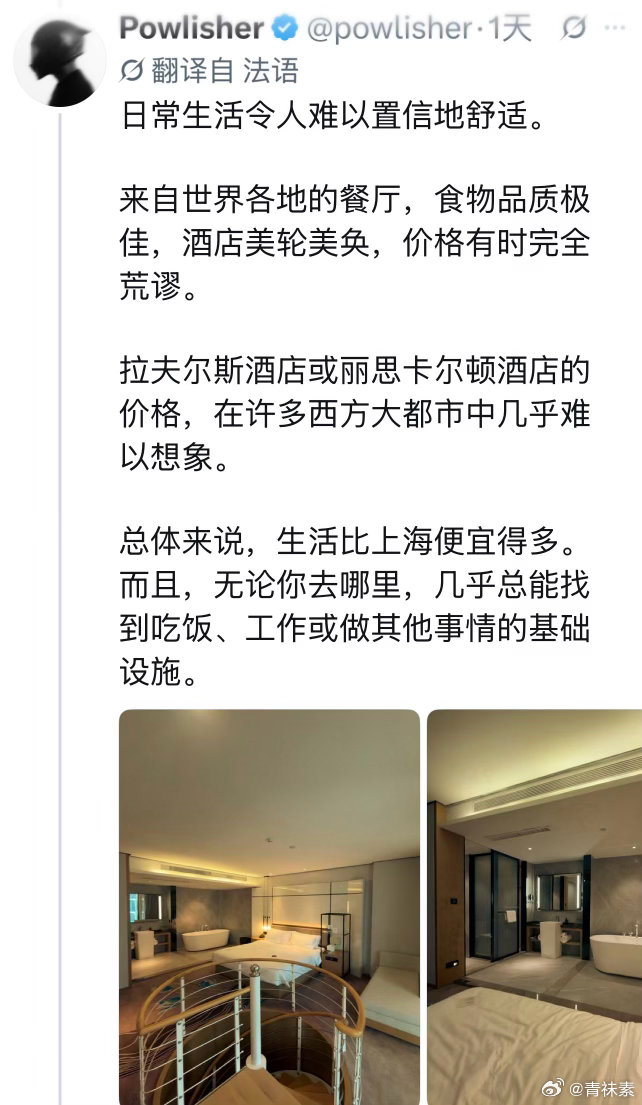 Powlisher @powlisher·1天
翻译自 法语
日常生活令人难以置信地舒适。
来自世界各地的餐厅，食物品质极
佳，酒店美轮美奂，价格有时完全
荒谬。
拉夫尔斯酒店或丽思卡尔顿酒店的
价格，在许多西方大都市中几乎难
以想象。
总体来说，生活比上海便宜得多。
而且，无论你去哪里，几乎总能找
到吃饭、工作或做其他事情的基础
设施。
@青袜素